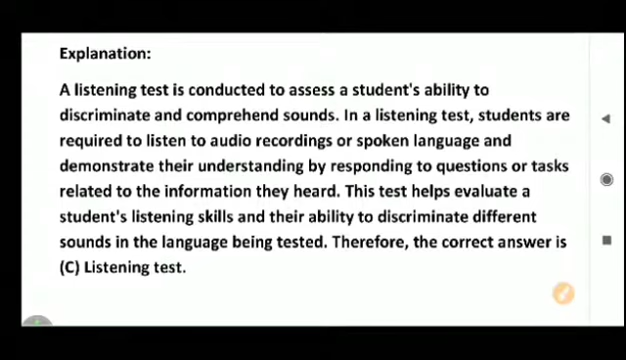 Explanation:
A listening test is conducted to assess a student's ability to
discriminate and comprehend sounds. In a listening test, students are
required to listen to audio recordings or spoken language and
demonstrate their understanding by responding to questions or tasks
related to the information they heard. This test helps evaluate a
student's listening skills and their ability to discriminate different
sounds in the language being tested. Therefore, the correct answer is
(C) Listening test.